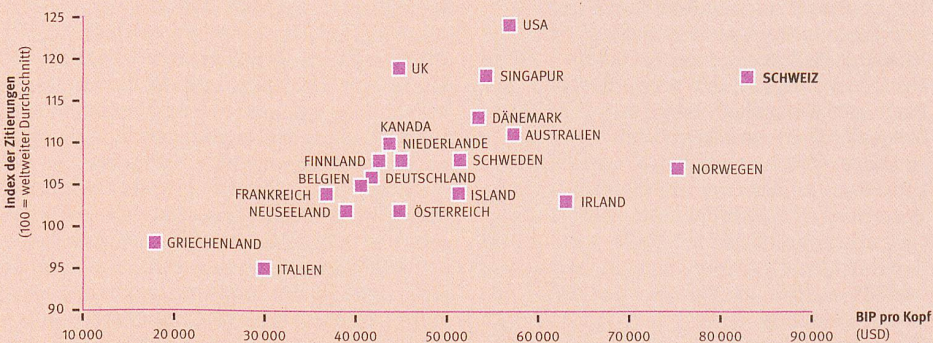 Index der Zitierungen
(100 = weltweiter Durchschnitt)
125
120
115
110
105
100
95
90
USA
UK
SINGAPUR
SCHWEIZ
DÄNEMARK
KANADA
AUSTRALIEN
NIEDERLANDE
FINNLAND
SCHWEDEN
NORWEGEN
BELGIEN
DEUTSCHLAND
FRANKREICH
ISLAND
IRLAND
NEUSEELAND
ÖSTERREICH
GRIECHENLAND
ITALIEN
10 000
20 000
30 000
40 000
50 000
60 000
70 000
80 000
90 000
BIP pro Kopf
(USD)